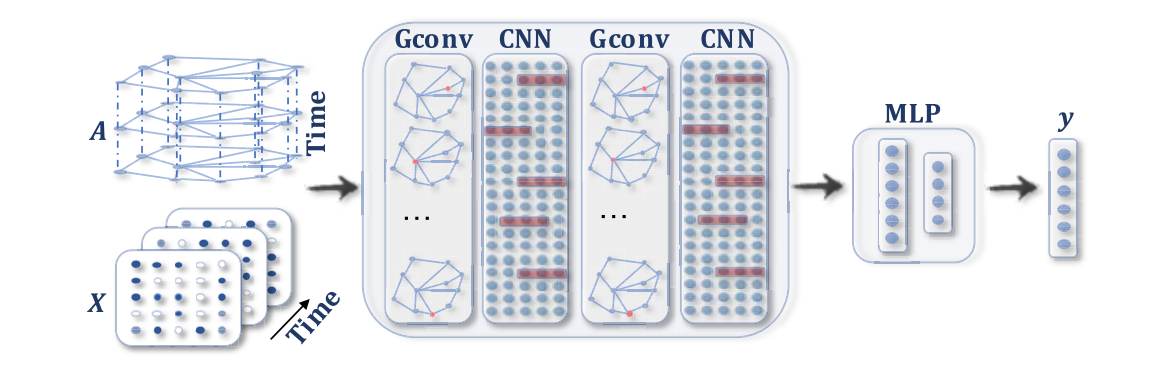 A
Time
X
Time
Gconv
CNN
Gconv
CNN
...
...
MLP
y